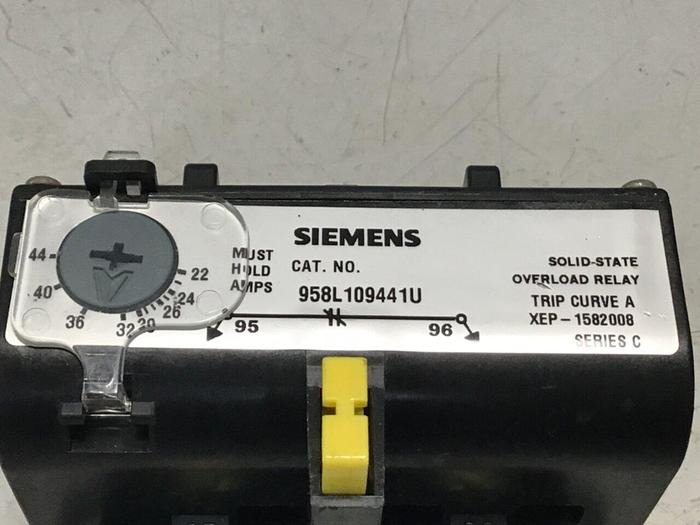 SIEMENS
CAT. NO.
958L109441U
MUST
HOLD
AMPS
44
40
36
32
30
26
24
22
95
96
SOLID-STATE
OVERLOAD RELAY
TRIP CURVE A
XEP-1582008
SERIES C